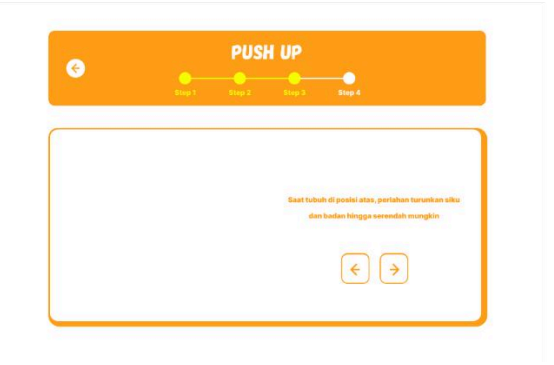 PUSH UP
Step 1 Step 2 Step 3 Step 4
Saat tubuh di posisi atas, perlahan turunkan siku
dan badan hingga serendah mungkin